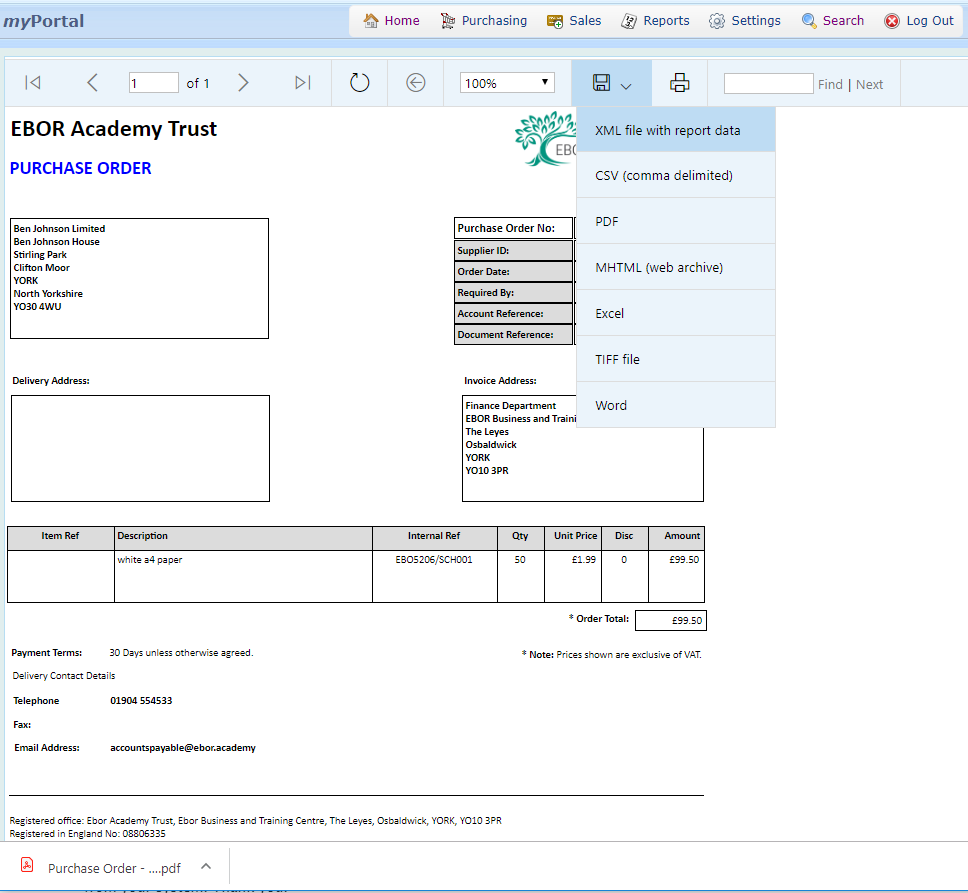 myPortal
Home Purchasing Sales Reports Settings Search Log Out
1 of 1 100% Find | Next
XML file with report data
CSV (comma delimited)
PDF
MHTML (web archive)
Excel
TIFF file
Word
EBOR Academy Trust
PURCHASE ORDER
Ben Johnson Limited
Ben Johnson House
Stirling Park
Clifton Moor
YORK
North Yorkshire
YO30 4WU
Purchase Order No:
Supplier ID:
Order Date:
Required By:
Account Reference:
Document Reference:
Delivery Address:
Invoice Address:
Finance Department
EBOR Business and Traini
The Leyes
Osbaldwick
YORK
YO10 3PR
Item Ref Description Internal Ref Qty Unit Price Disc Amount
white a4 paper EBO5206/SCH001 50 £1.99 0 £99.50
* Order Total: £99.50
Payment Terms: 30 Days unless otherwise agreed.
* Note: Prices shown are exclusive of VAT.
Delivery Contact Details
Telephone 01904 554533
Fax:
Email Address: accountspayable@ebor.academy
Registered office: Ebor Academy Trust, Ebor Business and Training Centre, The Leyes, Osbaldwick, YORK, YO10 3PR
Registered in England No: 08806335
Purchase Order - ....pdf